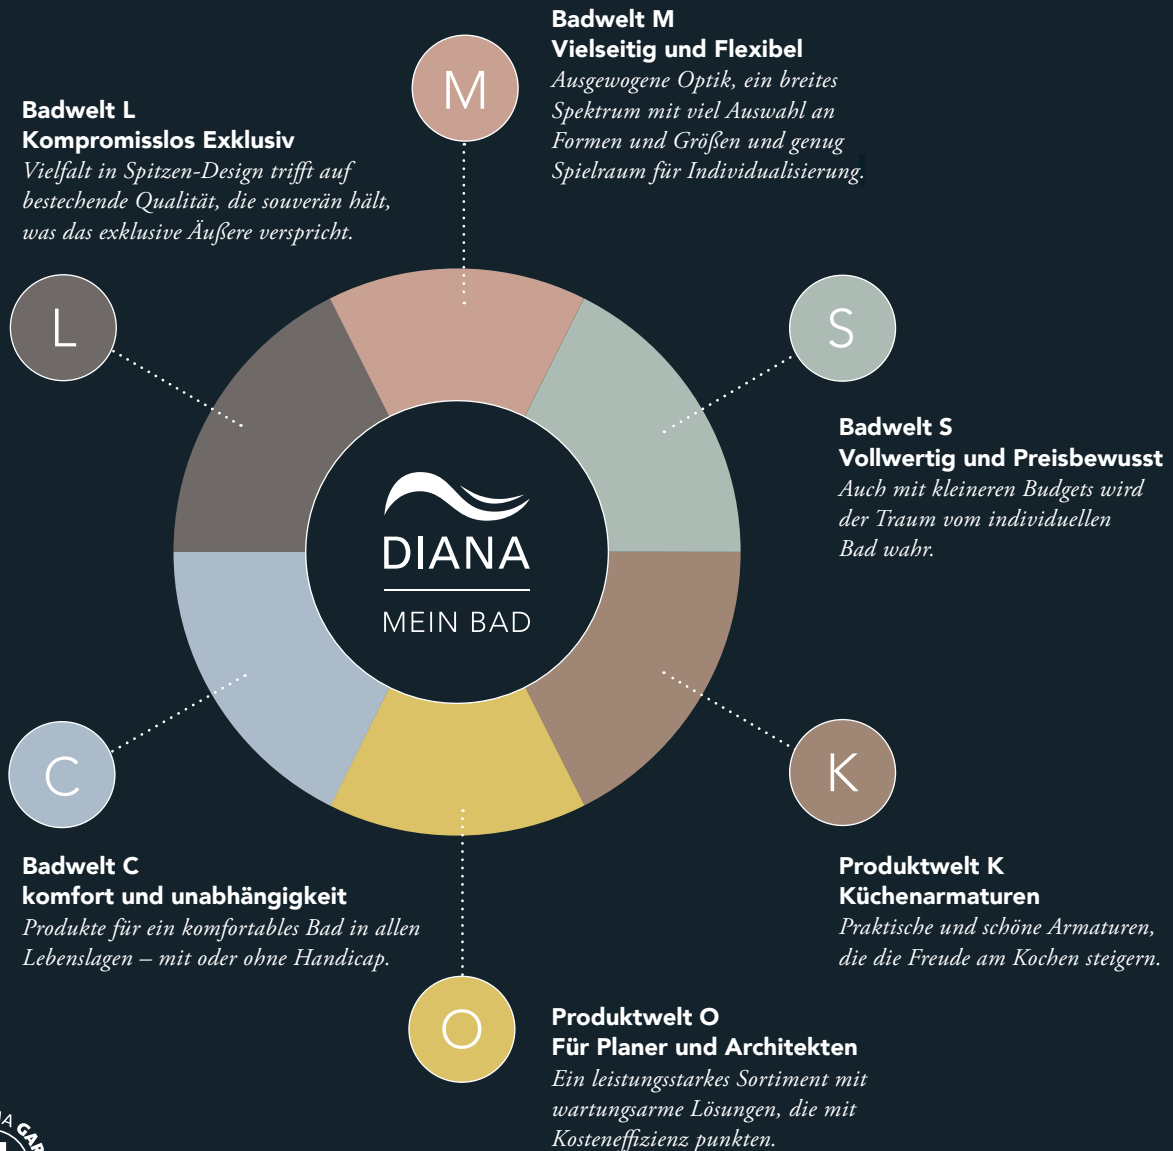 Badwelt M
Vielseitig und Flexibel
Ausgewogene Optik, ein breites
Spektrum mit viel Auswahl an
Formen und Größen und genug
Spielraum für Individualisierung.
M
Badwelt L
Kompromisslos Exklusiv
Vielfalt in Spitzen-Design trifft auf
bestechende Qualität, die souverän hält,
was das exklusive Äußere verspricht.
L
S
Badwelt S
Vollwertig und Preisbewusst
Auch mit kleineren Budgets wird
der Traum vom individuellen
Bad wahr.
DIANA
MEIN BAD
C
Badwelt C
komfort und unabhängigkeit
Produkte für ein komfortables Bad in allen
Lebenslagen – mit oder ohne Handicap.
K
Produktwelt K
Küchenarmaturen
Praktische und schöne Armaturen,
die die Freude am Kochen steigern.
O
Produktwelt O
Für Planer und Architekten
Ein leistungsstarkes Sortiment mit
wartungsarme Lösungen, die mit
Kosteneffizienz punkten.